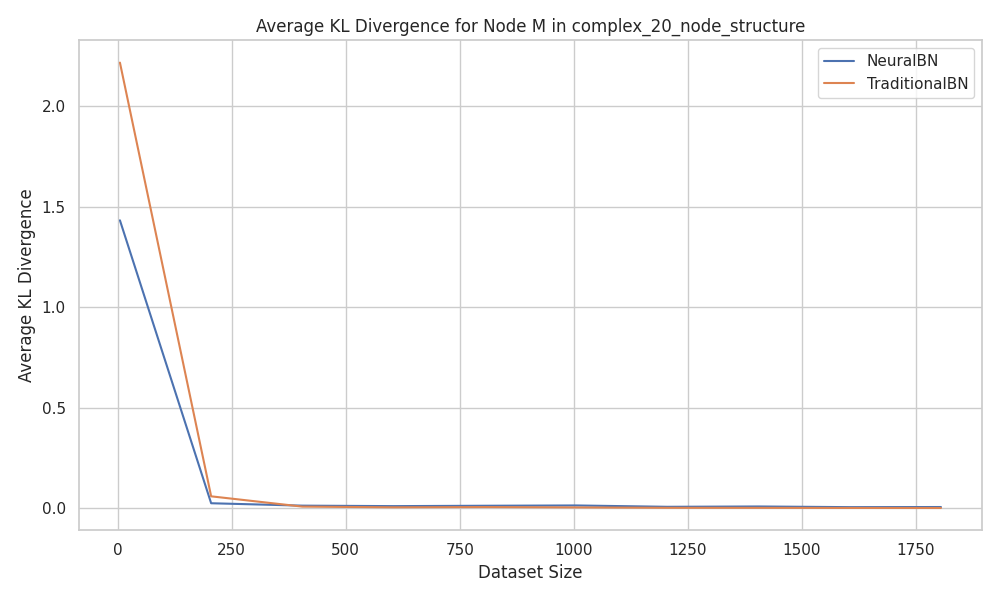 Average KL Divergence for Node M in complex_20_node_structure
NeuralBN
TraditionalBN
Average KL Divergence
2.0
1.5
1.0
0.5
0.0
0 250 500 750 1000 1250 1500 1750
Dataset Size